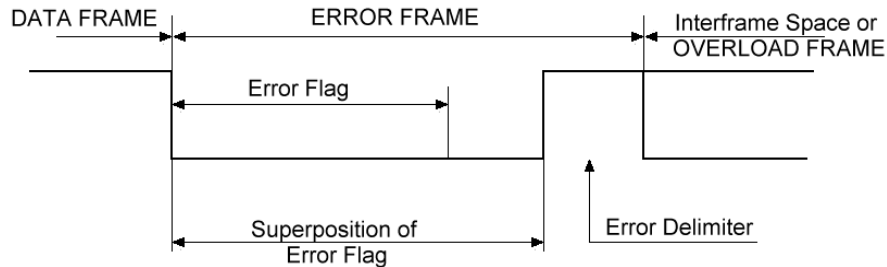 DATA FRAME
ERROR FRAME
Interframe Space or
OVERLOAD FRAME
Error Flag
Superposition of
Error Flag
Error Delimiter